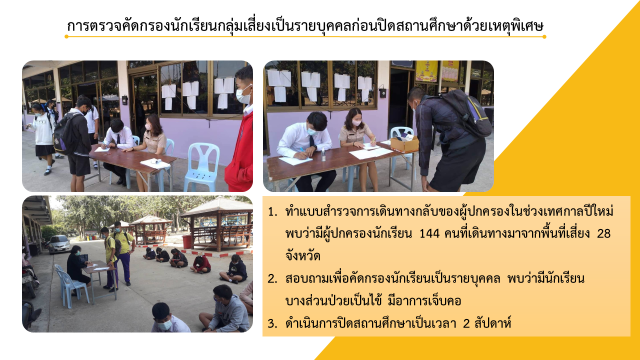 การตรวจคัดกรองนักเรียนกลุ่มเสี่ยงเป็นรายบุคคลก่อนปิดสถานศึกษาด้วยเหตุพิเศษ
1. ทำแบบสำรวจการเดินทางกลับของผู้ปกครองในช่วงเทศกาลปีใหม่
พบว่ามีผู้ปกครองนักเรียน 144 คนที่เดินทางมาจากพื้นที่เสี่ยง 28
จังหวัด
2. สอบถามเพื่อคัดกรองนักเรียนเป็นรายบุคคล พบว่ามีนักเรียน
บางส่วนป่วยเป็นไข้ มีอาการเจ็บคอ
3. ดำเนินการปิดสถานศึกษาเป็นเวลา 2 สัปดาห์